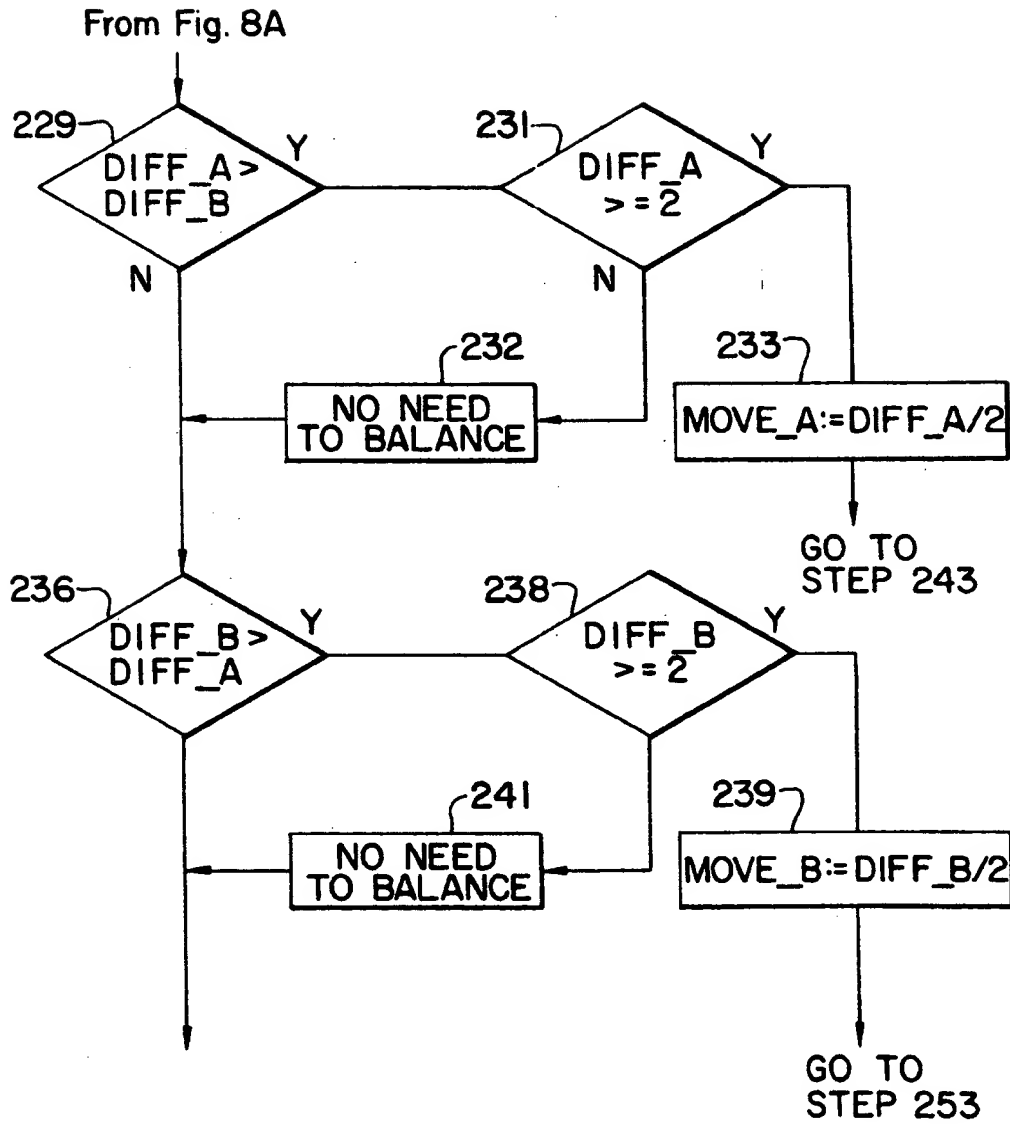 From Fig. 8A
229
DIFF_A>
DIFF_B
Y
N
231
DIFF_A
>=2
Y
N
232
NO NEED
TO BALANCE
233
MOVE_A:=DIFF_A/2
GO TO
STEP 243
236
DIFF_B>
DIFF_A
Y
238
DIFF_B
>=2
Y
241
NO NEED
TO BALANCE
239
MOVE_B:=DIFF_B/2
GO TO
STEP 253